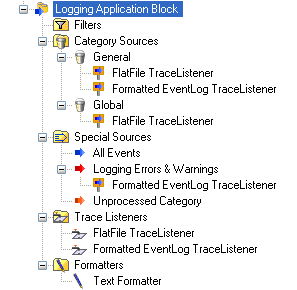 Logging Application Block
Filters
Category Sources
General
FlatFile TraceListener
Formatted EventLog TraceListener
Global
FlatFile TraceListener
Special Sources
All Events
Logging Errors & Warnings
Formatted EventLog TraceListener
Unprocessed Category
Trace Listeners
FlatFile TraceListener
Formatted EventLog TraceListener
Formatters
Text Formatter